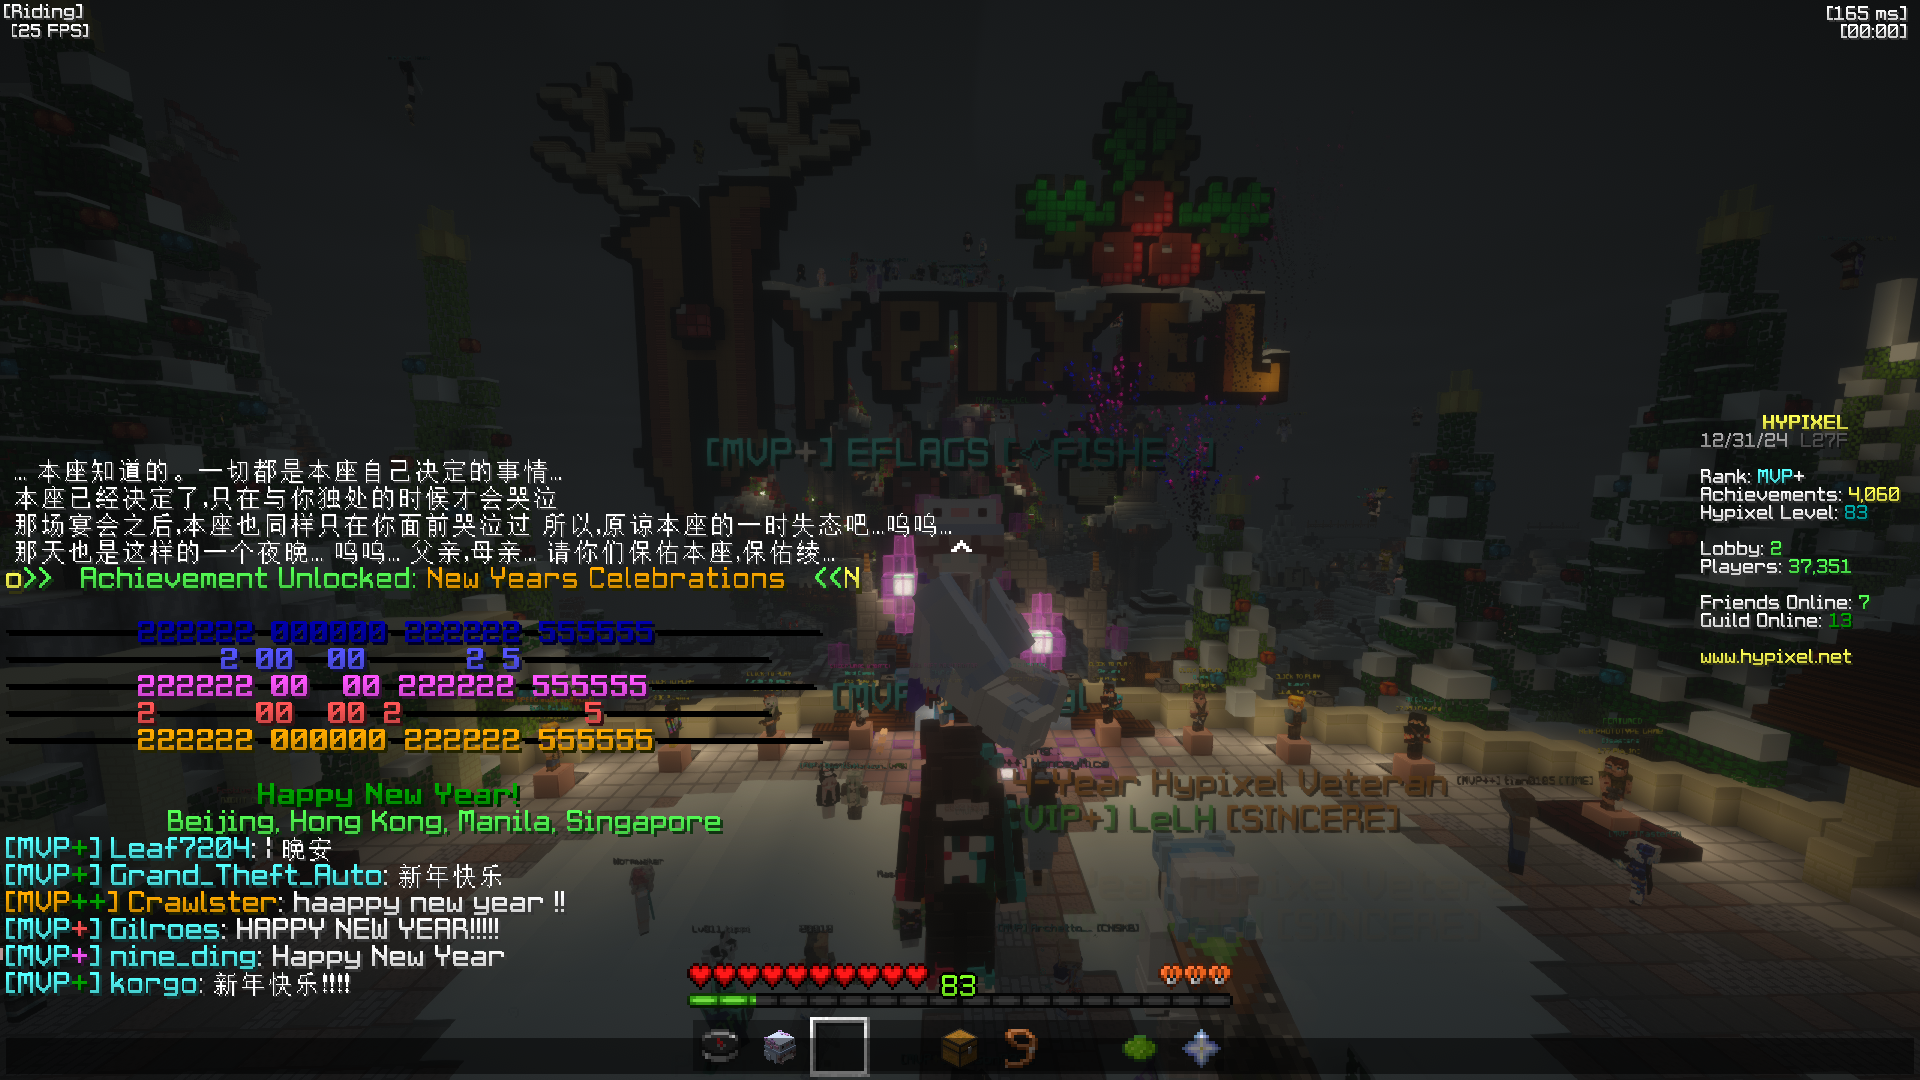 [Riding]
[25 FPS]
[165 ms]
[00:00]
HYPIXEL
[MVP+] EFLAGS
HYPIXEL
12/31/24 L27F
Rank: MVP+
Achievements: 4,060
Hypixel Level: 83
Lobby: 2
Players: 37,351
Friends Online: 7
Guild Online: 13
www.hypixel.net
... 本座知道的。一切都是本座自己决定的事情...
本座已经决定了,只在与你独处的时候才会哭泣
那场宴会之后,本座也同样只在你面前哭泣过 所以,原谅本座的一时失态吧...呜呜...
那天也是这样的一个夜晚... 呜呜... 父亲,母亲... 请你们保佑本座,保佑绫...
o>> Achievement Unlocked: New Years Celebrations <<N
222222 000000 222222 555555
2 00 00 2 5
222222 00 00 222222 555555
2 00 00 2 5
222222 000000 222222 555555
Happy New Year!
Beijing, Hong Kong, Manila, Singapore
[MVP+] Leaf7204: ¦ 晚安
[MVP+] Grand_Theft_Auto: 新年快乐
[MVP++] Crawlster: haappy new year !!
[MVP+] Gilroes: HAPPY NEW YEAR!!!!!
[MVP+] nine_ding: Happy New Year
[MVP+] korgo: 新年快乐!!!!
4-Year Hypixel Veteran
[VIP+] LeLH [SINCERE]
[MVP++] tian0165 [TIME]
83